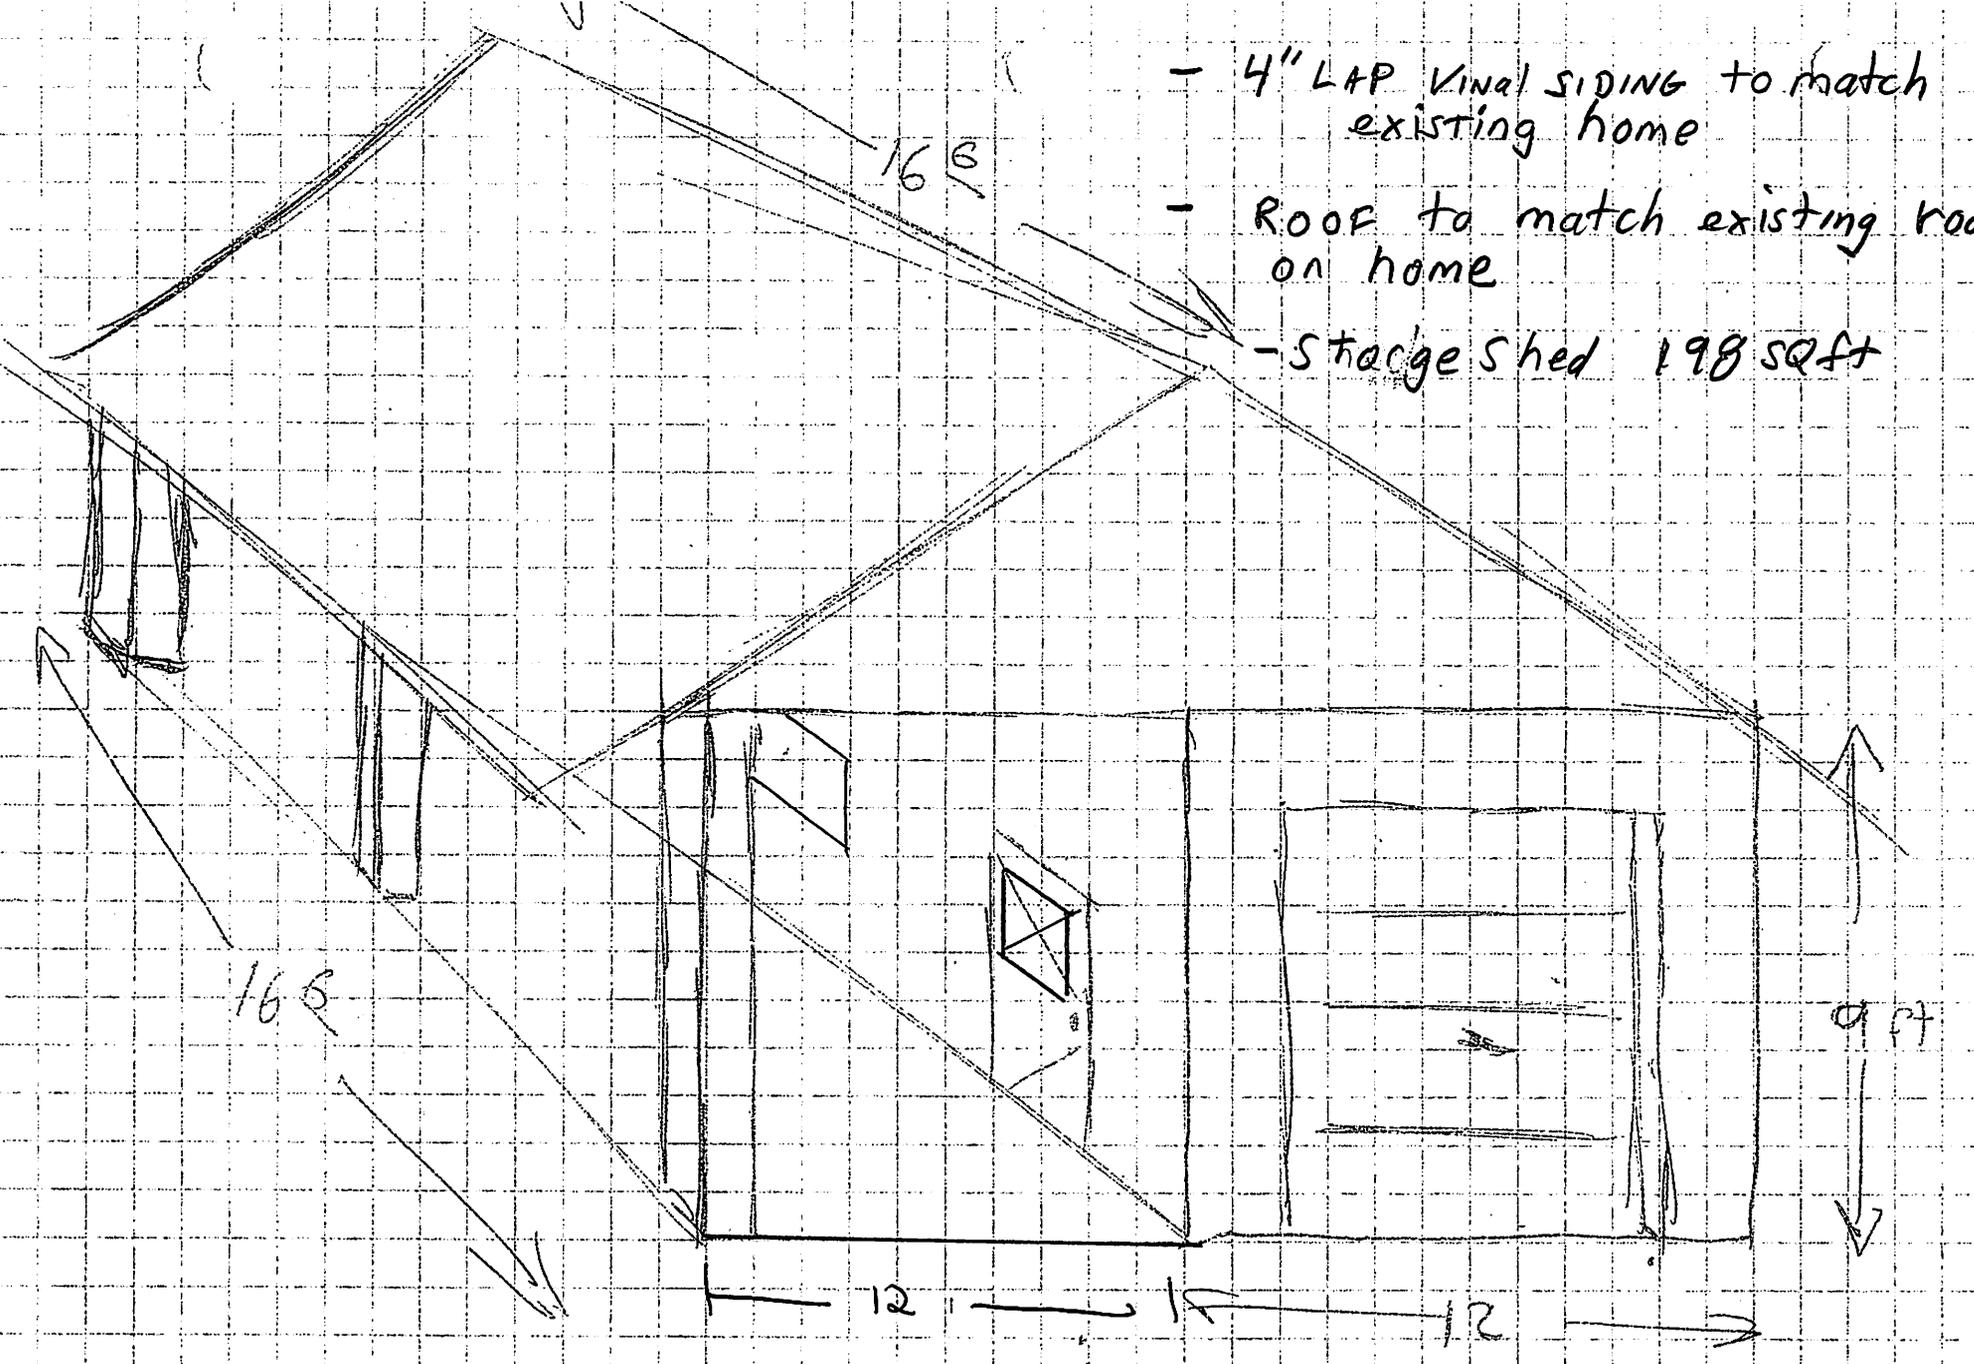 - 4" LAP VINAL SIDING to match
existing home
16 6
- ROOF to match existing roo
on home
- Stoage Shed 198 SQft
16 6
9 ft
12
12